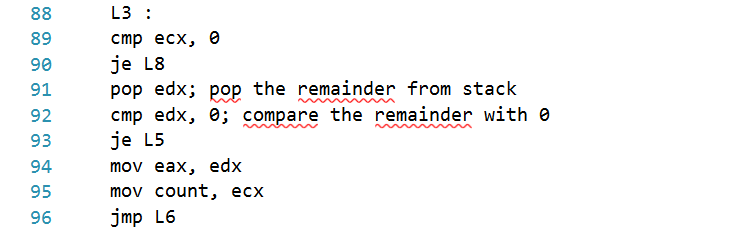 88 L3 :
89 cmp ecx, 0
90 je L8
91 pop edx; pop the remainder from stack
92 cmp edx, 0; compare the remainder with 0
93 je L5
94 mov eax, edx
95 mov count, ecx
96 jmp L6